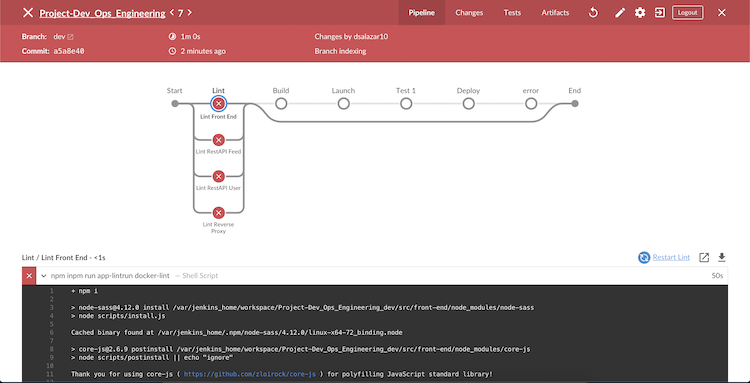 Project-Dev_Ops_Engineering < 7 >
Pipeline Changes Tests Artifacts Logout
Branch: dev 1m 0s Changes by dsalazar10
Commit: a5a8e40 2 minutes ago Branch indexing
Start Lint Build Launch Test 1 Deploy error End
Lint Front End
Lint RestAPI Feed
Lint RestAPI User
Lint Reverse
Proxy
Lint / Lint Front End - <1s Restart Lint
npm inpm run app-lintrun docker-lint — Shell Script 50s
1 + npm i
2
3 > node-sass@4.12.0 install /var/jenkins_home/workspace/Project-Dev_Ops_Engineering_dev/src/front-end/node_modules/node-sass
4 > node scripts/install.js
5
6 Cached binary found at /var/jenkins_home/.npm/node-sass/4.12.0/linux-x64-72_binding.node
7
8 > core-js@2.6.9 postinstall /var/jenkins_home/workspace/Project-Dev_Ops_Engineering_dev/src/front-end/node_modules/core-js
9 > node scripts/postinstall || echo "ignore"
10
11 Thank you for using core-js ( https://github.com/zloirock/core-js ) for polyfilling JavaScript standard library!